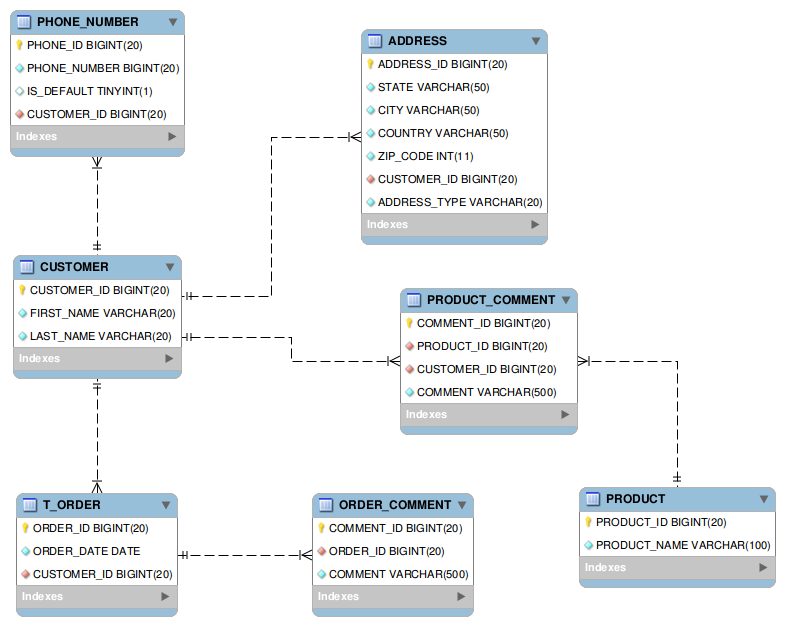 PHONE_NUMBER
PHONE_ID BIGINT(20)
PHONE_NUMBER BIGINT(20)
IS_DEFAULT TINYINT(1)
CUSTOMER_ID BIGINT(20)
Indexes
ADDRESS
ADDRESS_ID BIGINT(20)
STATE VARCHAR(50)
CITY VARCHAR(50)
COUNTRY VARCHAR(50)
ZIP_CODE INT(11)
CUSTOMER_ID BIGINT(20)
ADDRESS_TYPE VARCHAR(20)
Indexes
CUSTOMER
CUSTOMER_ID BIGINT(20)
FIRST_NAME VARCHAR(20)
LAST_NAME VARCHAR(20)
Indexes
PRODUCT_COMMENT
COMMENT_ID BIGINT(20)
PRODUCT_ID BIGINT(20)
CUSTOMER_ID BIGINT(20)
COMMENT VARCHAR(500)
Indexes
T_ORDER
ORDER_ID BIGINT(20)
ORDER_DATE DATE
CUSTOMER_ID BIGINT(20)
Indexes
ORDER_COMMENT
COMMENT_ID BIGINT(20)
ORDER_ID BIGINT(20)
COMMENT VARCHAR(500)
Indexes
PRODUCT
PRODUCT_ID BIGINT(20)
PRODUCT_NAME VARCHAR(100)
Indexes